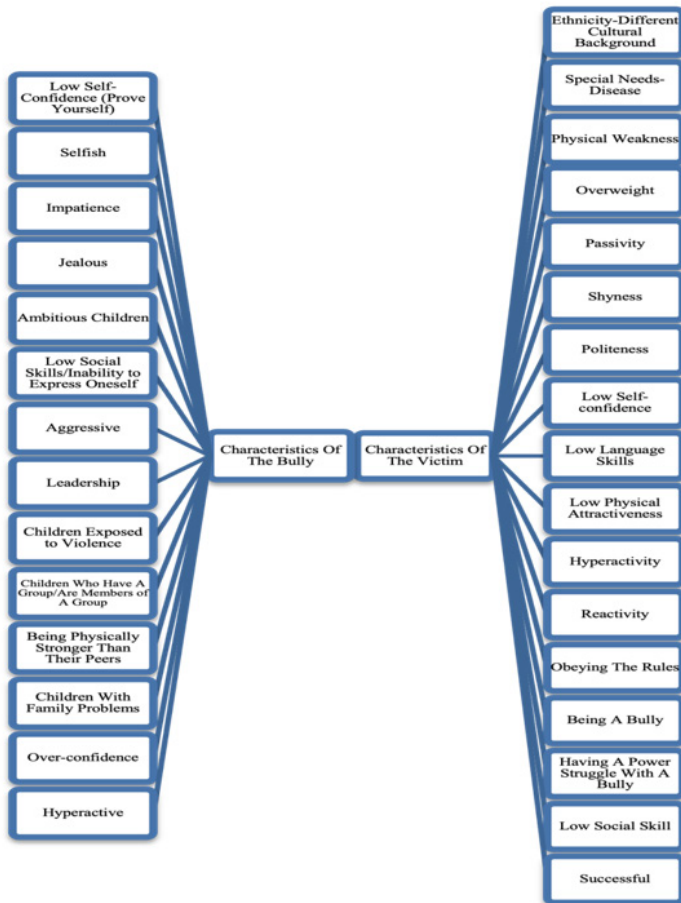 Low Self-
Confidence (Prove
Yourself)
Selfish
Impatience
Jealous
Ambitious Children
Low Social
Skills/Inability to
Express Oneself
Aggressive
Leadership
Children Exposed
to Violence
Children Who Have A
Group/Are Members of
A Group
Being Physically
Stronger Than
Their Peers
Children With
Family Problems
Over-confidence
Hyperactive
Characteristics Of
The Bully
Characteristics Of
The Victim
Ethnicity-Different
Cultural
Background
Special Needs-
Disease
Physical Weakness
Overweight
Passivity
Shyness
Politeness
Low Self-
confidence
Low Language
Skills
Low Physical
Attractiveness
Hyperactivity
Reactivity
Obeying The Rules
Being A Bully
Having A Power
Struggle With A
Bully
Low Social Skill
Successful